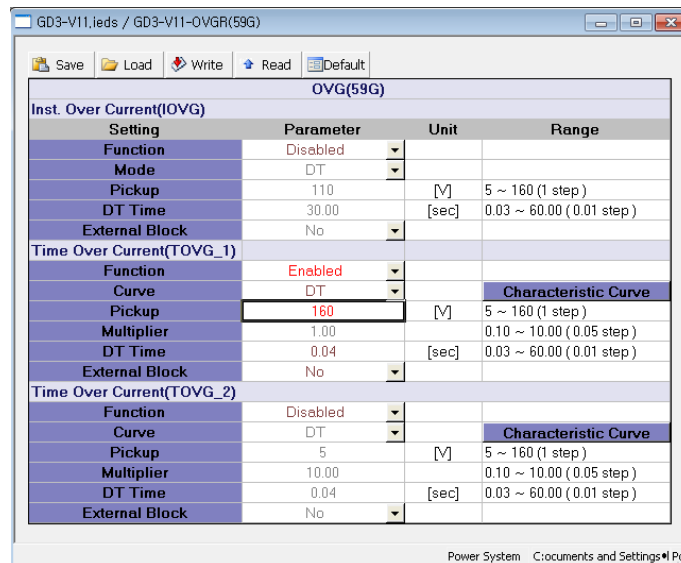 GD3-V11.ieds / GD3-V11-OVGR(59G)
Save Load Write Read Default
OVG(59G)
Inst. Over Current(IOVG)
Setting Parameter Unit Range
Function Disabled
Mode DT
Pickup 110 [V] 5 ~ 160 (1 step )
DT Time 30.00 [sec] 0.03 ~ 60.00 ( 0.01 step )
External Block No
Time Over Current(TOVG_1)
Function Enabled
Curve DT Characteristic Curve
Pickup 160 [V] 5 ~ 160 (1 step )
Multiplier 1.00 0.10 ~ 10.00 ( 0.05 step )
DT Time 0.04 [sec] 0.03 ~ 60.00 ( 0.01 step )
External Block No
Time Over Current(TOVG_2)
Function Disabled
Curve DT Characteristic Curve
Pickup 5 [V] 5 ~ 160 (1 step )
Multiplier 10.00 0.10 ~ 10.00 ( 0.05 step )
DT Time 0.04 [sec] 0.03 ~ 60.00 ( 0.01 step )
External Block No
Power System C:ocuments and Settings